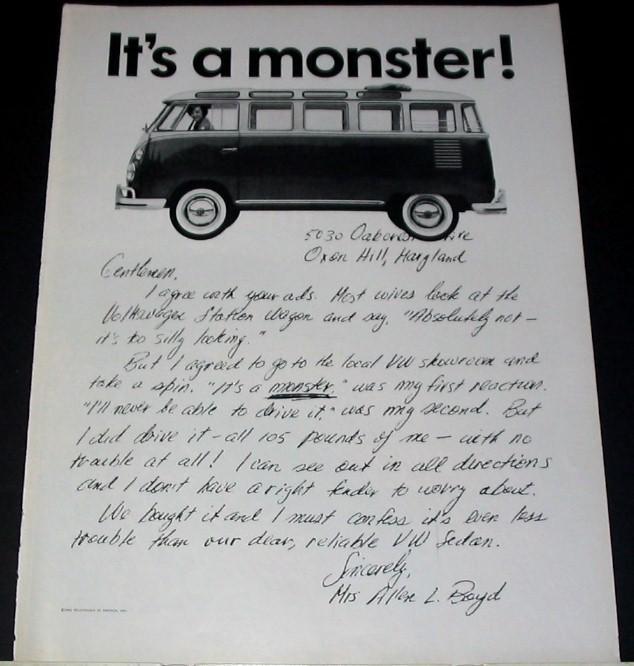 It's a monster!
5030
Oxon Hill, Maryland
Gentlemen,
I agree with your ads. Most wives look at the
Volkswagen Station Wagon and say, "Absolutely not –
it's too silly looking."
But I agreed to go to the local VW showroom and
take a spin. "It's a monster," was my first reaction.
"I'll never be able to drive it," was my second. But
I did drive it – all 105 pounds of me – with no
trouble at all! I can see out in all directions
and I don't have a right fender to worry about.
We bought it and I must confess it's even less
trouble than our dear, reliable VW Sedan.
Sincerely,
Mrs Allen L. Boyd
VOLKSWAGEN OF AMERICA, INC.